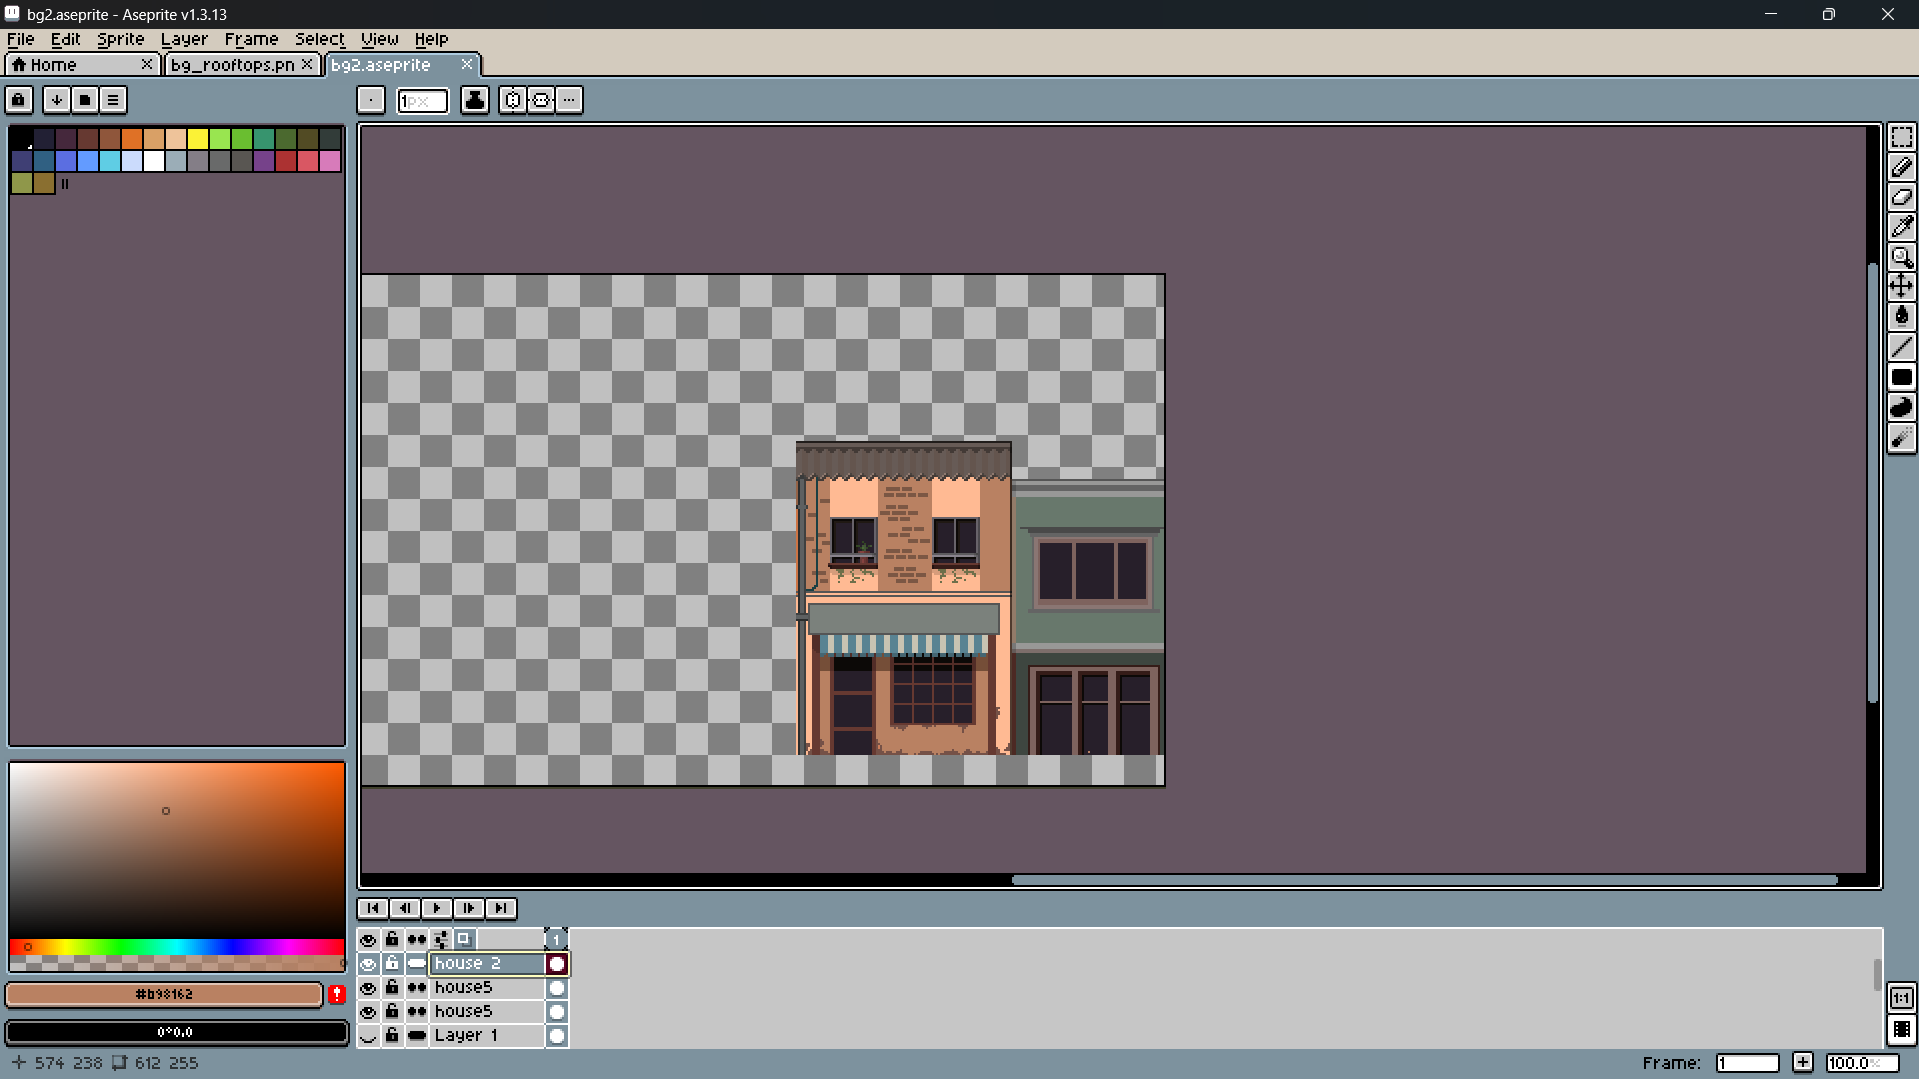 bg2.aseprite - Aseprite v1.3.13
File Edit Sprite Layer Frame Select View Help
Home bg_rooftops.pn bg2.aseprite
1px
1
house 2
house5
house5
Layer 1
#b98162
0*0,0
574 238 612 255
1:1
Frame: 1 100.0%